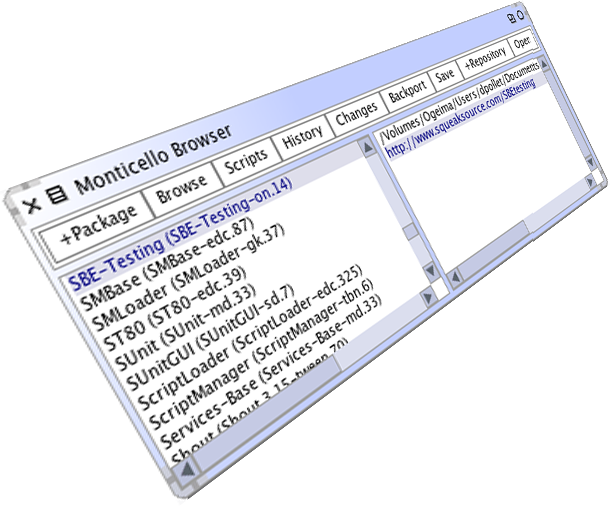 Monticello Browser
+Package Browse Scripts History Changes Backport Save +Repository Oper
SBE-Testing (SBE-Testing-on.14)
SMBase (SMBase-edc.87)
SMLoader (SMLoader-gk.37)
ST80 (ST80-edc.39)
SUnit (SUnit-md.33)
SUnitGUI (SUnitGUI-sd.7)
ScriptLoader (ScriptLoader-edc.325)
ScriptManager (ScriptManager-tbn.6)
Services-Base (Services-Base-md.33)
Shout (Shout.3.15-tween.70)
/Volumes/Ogeima/Users/dpollet/Documents
http://www.squeaksource.com/SBEtesting